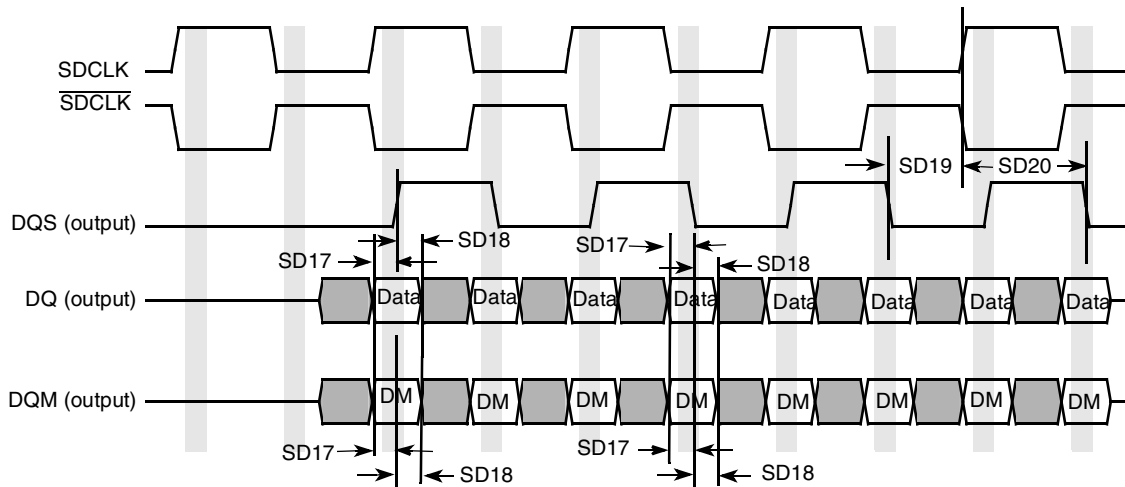 SDCLK
SDCLK
SD19 SD20
DQS (output)
SD18 SD17
SD17 SD18
DQ (output) Data Data Data Data Data Data Data Data
DQM (output) DM DM DM DM DM DM DM DM
SD17 SD17
SD18 SD18